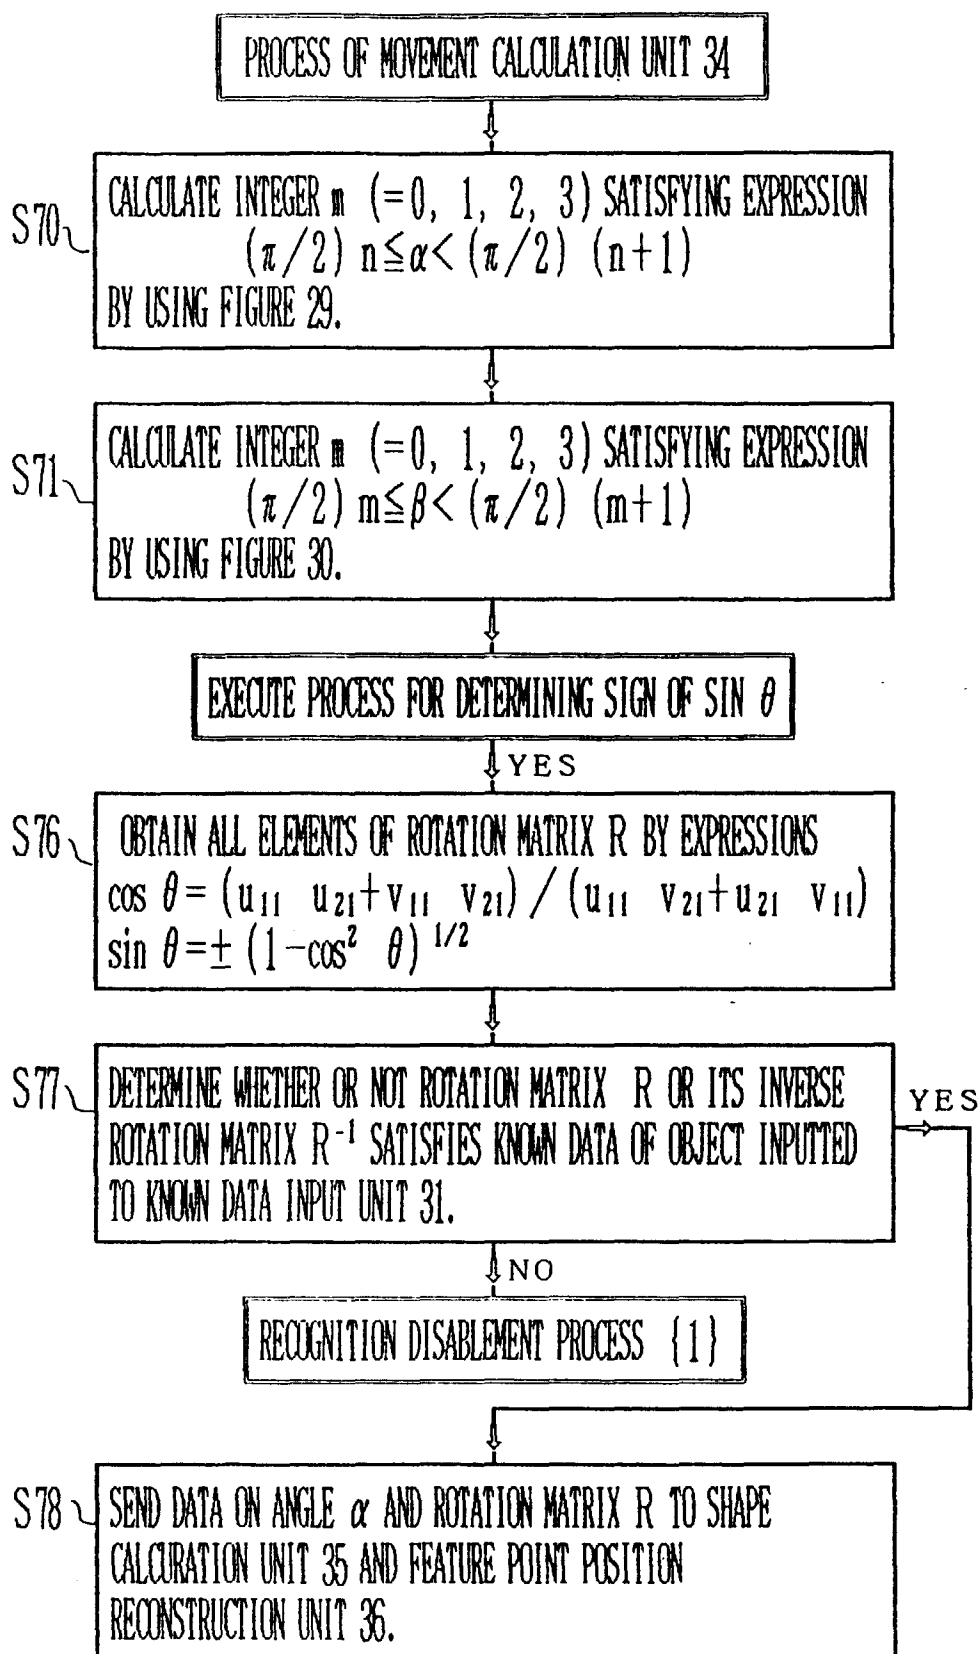 PROCESS OF MOVEMENT CALCULATION UNIT 34
S70
CALCULATE INTEGER m (=0, 1, 2, 3) SATISFYING EXPRESSION
(π/2) n≦α<(π/2) (n+1)
BY USING FIGURE 29.
S71
CALCULATE INTEGER m (=0, 1, 2, 3) SATISFYING EXPRESSION
(π/2) m≦β<(π/2) (m+1)
BY USING FIGURE 30.
EXECUTE PROCESS FOR DETERMINING SIGN OF SIN θ
YES
S76
OBTAIN ALL ELEMENTS OF ROTATION MATRIX R BY EXPRESSIONS
cos θ=(u₁₁ u₂₁+v₁₁ v₂₁)/(u₁₁ v₂₁+u₂₁ v₁₁)
sin θ=±(1-cos² θ)^1/2
S77
DETERMINE WHETHER OR NOT ROTATION MATRIX R OR ITS INVERSE
ROTATION MATRIX R⁻¹ SATISFIES KNOWN DATA OF OBJECT INPUTTED
TO KNOWN DATA INPUT UNIT 31.
YES
NO
RECOGNITION DISABLEMENT PROCESS {1}
S78
SEND DATA ON ANGLE α AND ROTATION MATRIX R TO SHAPE
CALCURATION UNIT 35 AND FEATURE POINT POSITION
RECONSTRUCTION UNIT 36.